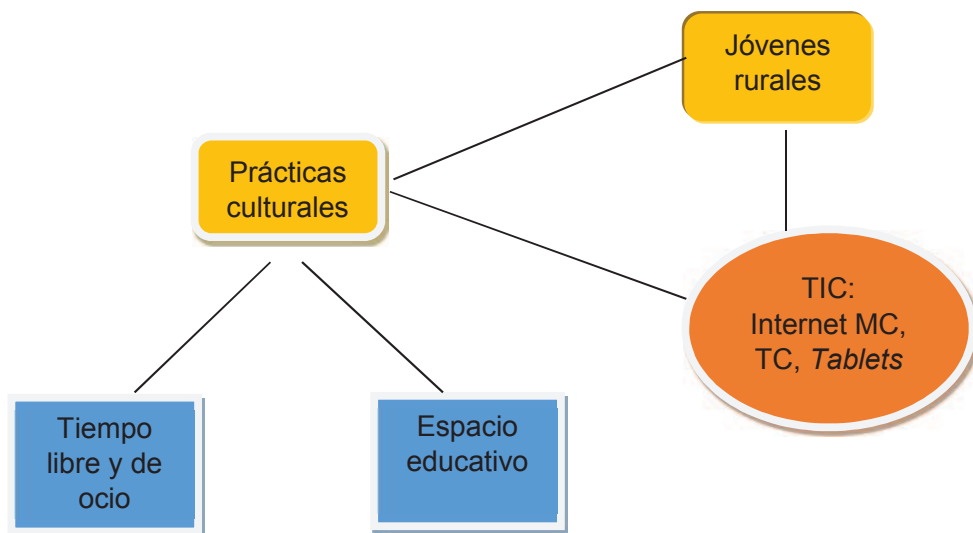 Jóvenes
rurales
Prácticas
culturales
TIC:
Internet MC,
TC, Tablets
Tiempo
libre y de
ocio
Espacio
educativo